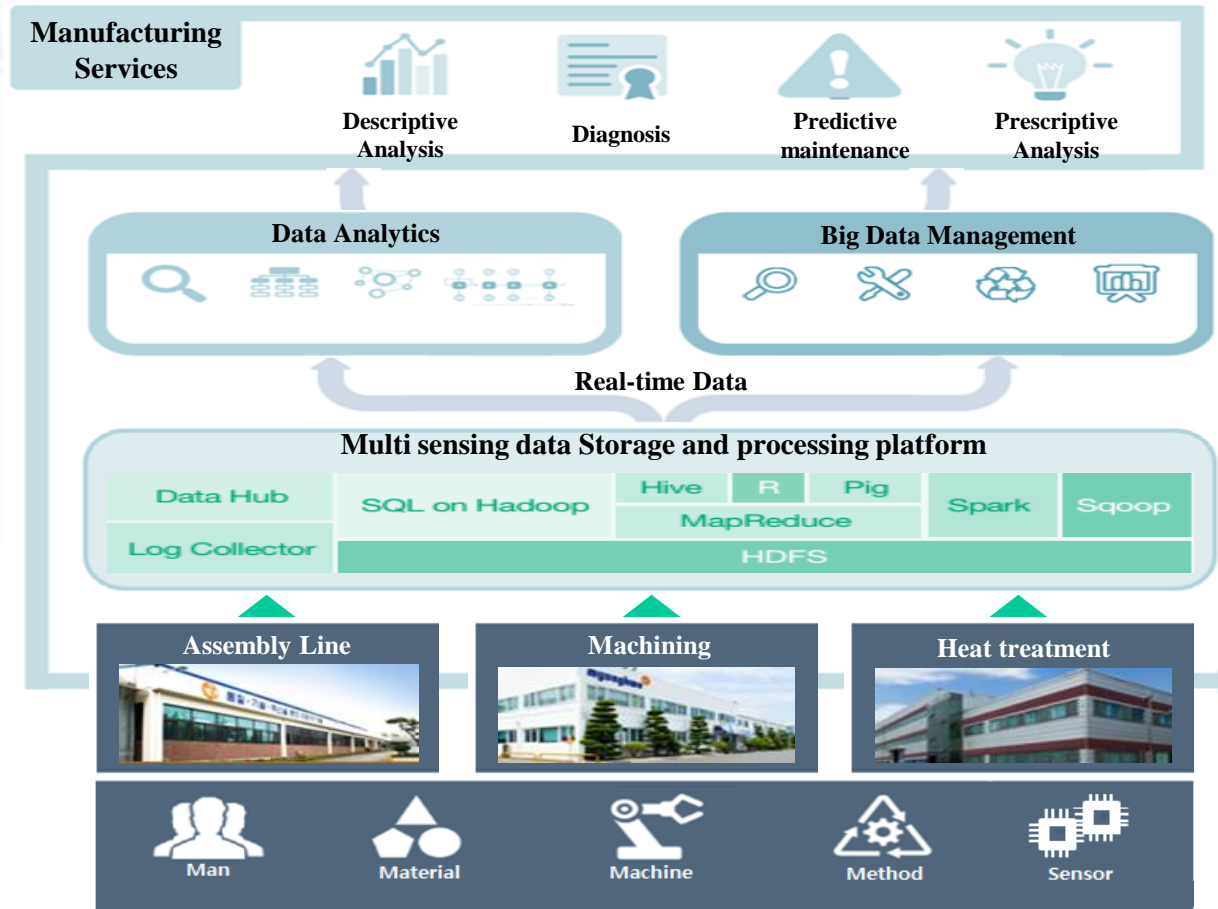 Manufacturing
Services
Descriptive
Analysis
Diagnosis
Predictive
maintenance
Prescriptive
Analysis
Data Analytics
Big Data Management
Real-time Data
Multi sensing data Storage and processing platform
Data Hub
Log Collector
SQL on Hadoop
Hive
R
Pig
MapReduce
Spark
Sqoop
HDFS
Assembly Line
Machining
Heat treatment
Man
Material
Machine
Method
Sensor